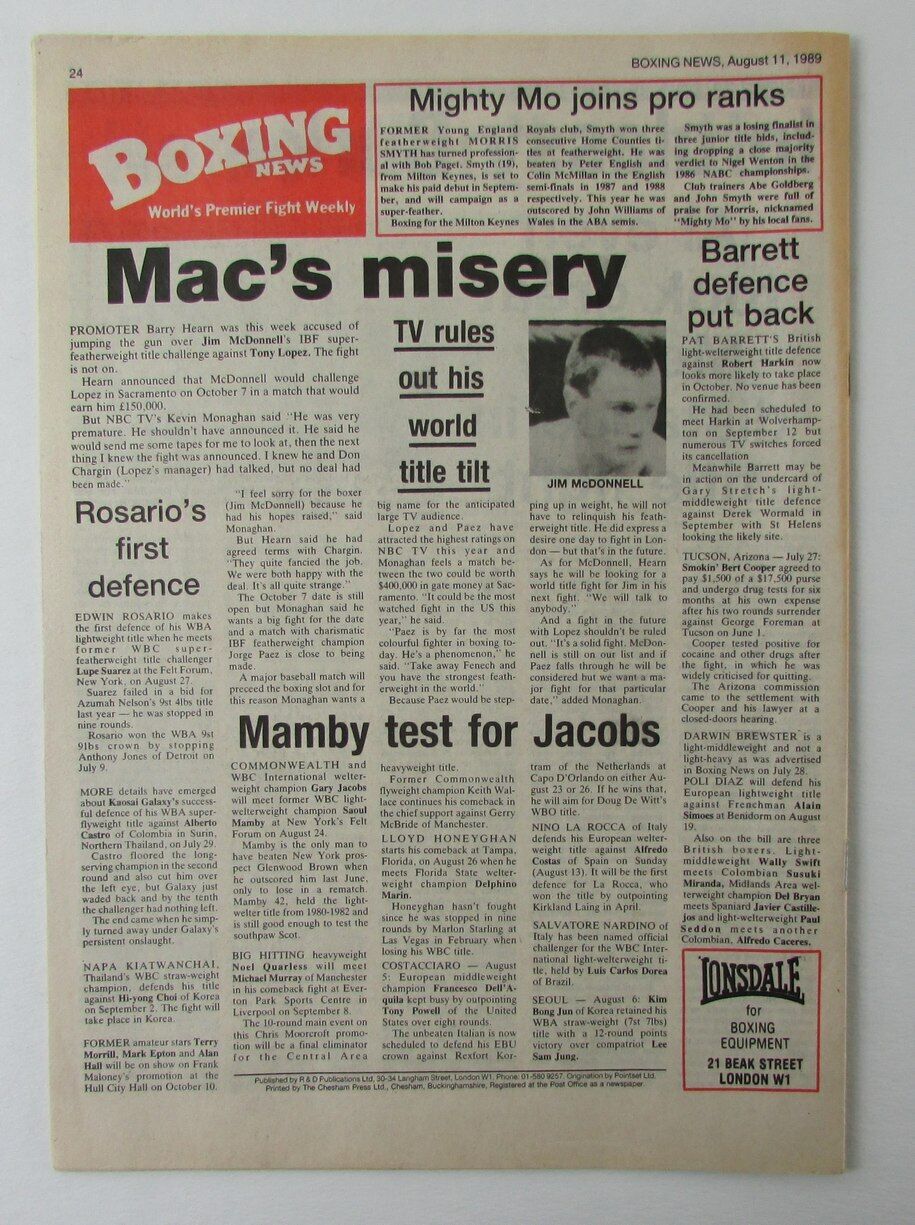 24
BOXING NEWS, August 11, 1989
BOXING
NEWS
World's Premier Fight Weekly
Mighty Mo joins pro ranks
FORMER Young England
featherweight MORRIS
SMYTH has turned profession-
al with Bob Paget. Smyth (19),
from Milton Keynes, is set to
make his paid debut in Septem-
ber, and will campaign as a
super-feather.
Boxing for the Milton Keynes
Royals club, Smyth won three
consecutive Home Counties ti-
tles at featherweight. He was
beaten by Peter English and
Colin McMillan in the English
semi-finals in 1987 and 1988
respectively. This year he was
outscored by John Williams of
Wales in the ABA semis.
Smyth was a losing finalist in
three junior title bids, includ-
ing dropping a close majority
verdict to Nigel Wenton in the
1986 NABC championships.
Club trainers Abe Goldberg
and John Smyth were full of
praise for Morris, nicknamed
"Mighty Mo" by his local fans.
Mac's misery
PROMOTER Barry Hearn was this week accused of
jumping the gun over Jim McDonnell's IBF super-
featherweight title challenge against Tony Lopez. The fight
is not on.
Hearn announced that McDonnell would challenge
Lopez in Sacramento on October 7 in a match that would
earn him £150,000.
But NBC TV's Kevin Monaghan said "He was very
premature. He shouldn't have announced it. He said he
would send me some tapes for me to look at, then the next
thing I knew the fight was announced. I knew he and Don
Chargin (Lopez's manager) had talked, but no deal had
been made."
TV rules
out his
world
title tilt
JIM McDONNELL
"I feel sorry for the boxer
(Jim McDonnell) because he
had his hopes raised," said
Monaghan.
But Hearn said he had
agreed terms with Chargin.
"They quite fancied the job.
We were both happy with the
deal. It's all quite strange."
The October 7 date is still
open but Monaghan said he
wants a big fight for the date
and a match with charismatic
IBF featherweight champion
Jorge Paez is close to being
made.
A major baseball match will
preceed the boxing slot and for
this reason Monaghan wants a
big name for the anticipated
large TV audience.
Lopez and Paez have
attracted the highest ratings on
NBC TV this year and
Monaghan feels a match be-
tween the two could be worth
$400,000 in gate money at Sac-
ramento. "It could be the most
watched fight in the US this
year," he said.
"Paez is by far the most
colourful fighter in boxing to-
day. He's a phenomenon," he
said. "Take away Fenech and
you have the strongest feath-
erweight in the world."
Because Paez would be step-
ping up in weight, he will not
have to relinquish his feath-
erweight title. He did express a
desire one day to fight in Lon-
don — but that's in the future.
As for McDonnell, Hearn
says he will be looking for a
world title fight for Jim in his
next fight. "We will talk to
anybody."
And a fight in the future
with Lopez shouldn't be ruled
out. "It's a solid fight. McDon-
nell is still on our list and if
Paez falls through he will be
considered but we want a ma-
jor fight for that particular
date," added Monaghan.
Rosario's
first
defence
EDWIN ROSARIO makes
the first defence of his WBA
lightweight title when he meets
former WBC super-
featherweight title challenger
Lupe Suarez at the Felt Forum,
New York, on August 27.
Suarez failed in a bid for
Azumah Nelson's 9st 4lbs title
last year — he was stopped in
nine rounds.
Rosario won the WBA 9st
9lbs crown by stopping
Anthony Jones of Detroit on
July 9.
MORE details have emerged
about Kaosai Galaxy's success-
ful defence of his WBA super-
flyweight title against Alberto
Castro of Colombia in Surin,
Northern Thailand, on July 29.
Castro floored the long-
serving champion in the second
round and also cut him over
the left eye, but Galaxy just
waded back and by the tenth
the challenger had nothing left.
The end came when he simp-
ly turned away under Galaxy's
persistent onslaught.
NAPA KIATWANCHAI,
Thailand's WBC straw-weight
champion, defends his title
against Hi-yong Choi of Korea
on September 2. The fight will
take place in Korea.
FORMER amateur stars Terry
Morrill, Mark Epton and Alan
Hall will be on show on Frank
Maloney's promotion at the
Hull City Hall on October 10.
Mamby test for Jacobs
COMMONWEALTH and
WBC International welter-
weight champion Gary Jacobs
will meet former WBC light-
welterweight champion Saoul
Mamby at New York's Felt
Forum on August 24.
Mamby is the only man to
have beaten New York pros-
pect Glenwood Brown when
he outscored him last June,
only to lose in a rematch.
Mamby 42, held the light-
welter title from 1980-1982 and
is still good enough to test the
southpaw Scot.
BIG HITTING heavyweight
Noel Quarless will meet
Michael Murray of Manchester
in his comeback fight at Ever-
ton Park Sports Centre in
Liverpool on September 8.
The 10-round main event on
this Chris Moorcroft promo-
tion will be a final eliminator
for the Central Area
heavyweight title.
Former Commonwealth
flyweight champion Keith Wal-
lace continues his comeback in
the chief support against Gerry
McBride of Manchester.
LLOYD HONEYGHAN
starts his comeback at Tampa,
Florida, on August 26 when he
meets Florida State welter-
weight champion Delphino
Marin.
Honeyghan hasn't fought
since he was stopped in nine
rounds by Marlon Starling at
Las Vegas in February when
losing his WBC title.
COSTACCIARO — August
5: European middleweight
champion Francesco Dell'A-
quila kept busy by outpointing
Tony Powell of the United
States over eight rounds.
The unbeaten Italian is now
scheduled to defend his EBU
crown against Rexfort Kor-
tram of the Netherlands at
Capo D'Orlando on either Au-
gust 23 or 26. If he wins that,
he will aim for Doug De Witt's
WBO title.
NINO LA ROCCA of Italy
defends his European welter-
weight title against Alfredo
Costas of Spain on Sunday
(August 13). It will be the first
defence for La Rocca, who
won the title by outpointing
Kirkland Laing in April.
SALVATORE NARDINO of
Italy has been named official
challenger for the WBC Inter-
national light-welterweight ti-
tle, held by Luis Carlos Dorea
of Brazil.
SEOUL — August 6: Kim
Bong Jun of Korea retained his
WBA straw-weight (7st 7lbs)
title with a 12-round points
victory over compatriot Lee
Sam Jung.
Barrett
defence
put back
PAT BARRETT'S British
light-welterweight title defence
against Robert Harkin now
looks more likely to take place
in October. No venue has been
confirmed.
He had been scheduled to
meet Harkin at Wolverhamp-
ton on September 12 but
numerous TV switches forced
its cancellation
Meanwhile Barrett may be
in action on the undercard of
Gary Stretch's light-
middleweight title defence
against Derek Wormald in
September with St Helens
looking the likely site.
TUCSON, Arizona — July 27:
Smokin' Bert Cooper agreed to
pay $1,500 of a $17,500 purse
and undergo drug tests for six
months at his own expense
after his two rounds surrender
against George Foreman at
Tucson on June 1.
Cooper tested positive for
cocaine and other drugs after
the fight, in which he was
widely criticised for quitting.
The Arizona commission
came to the settlement with
Cooper and his lawyer at a
closed-doors hearing.
DARWIN BREWSTER is a
light-middleweight and not a
light-heavy as was advertised
in Boxing News on July 28.
POLI DIAZ will defend his
European lightweight title
against Frenchman Alain
Simoes at Benidorm on August
19.
Also on the bill are three
British boxers. Light-
middleweight Wally Swift
meets Colombian Susuki
Miranda, Midlands Area wel-
terweight champion Del Bryan
meets Spaniard Javier Castille-
jos and light-welterweight Paul
Seddon meets another
Colombian, Alfredo Caceres.
LONSDALE
for
BOXING
EQUIPMENT
21 BEAK STREET
LONDON W1
Published by R & D Publications Ltd, 30-34 Langham Street, London W1. Phone: 01-580 9257. Origination by Pointset Ltd.
Printed by The Chesham Press Ltd., Chesham, Buckinghamshire, Registered at the Post Office as a newspaper.